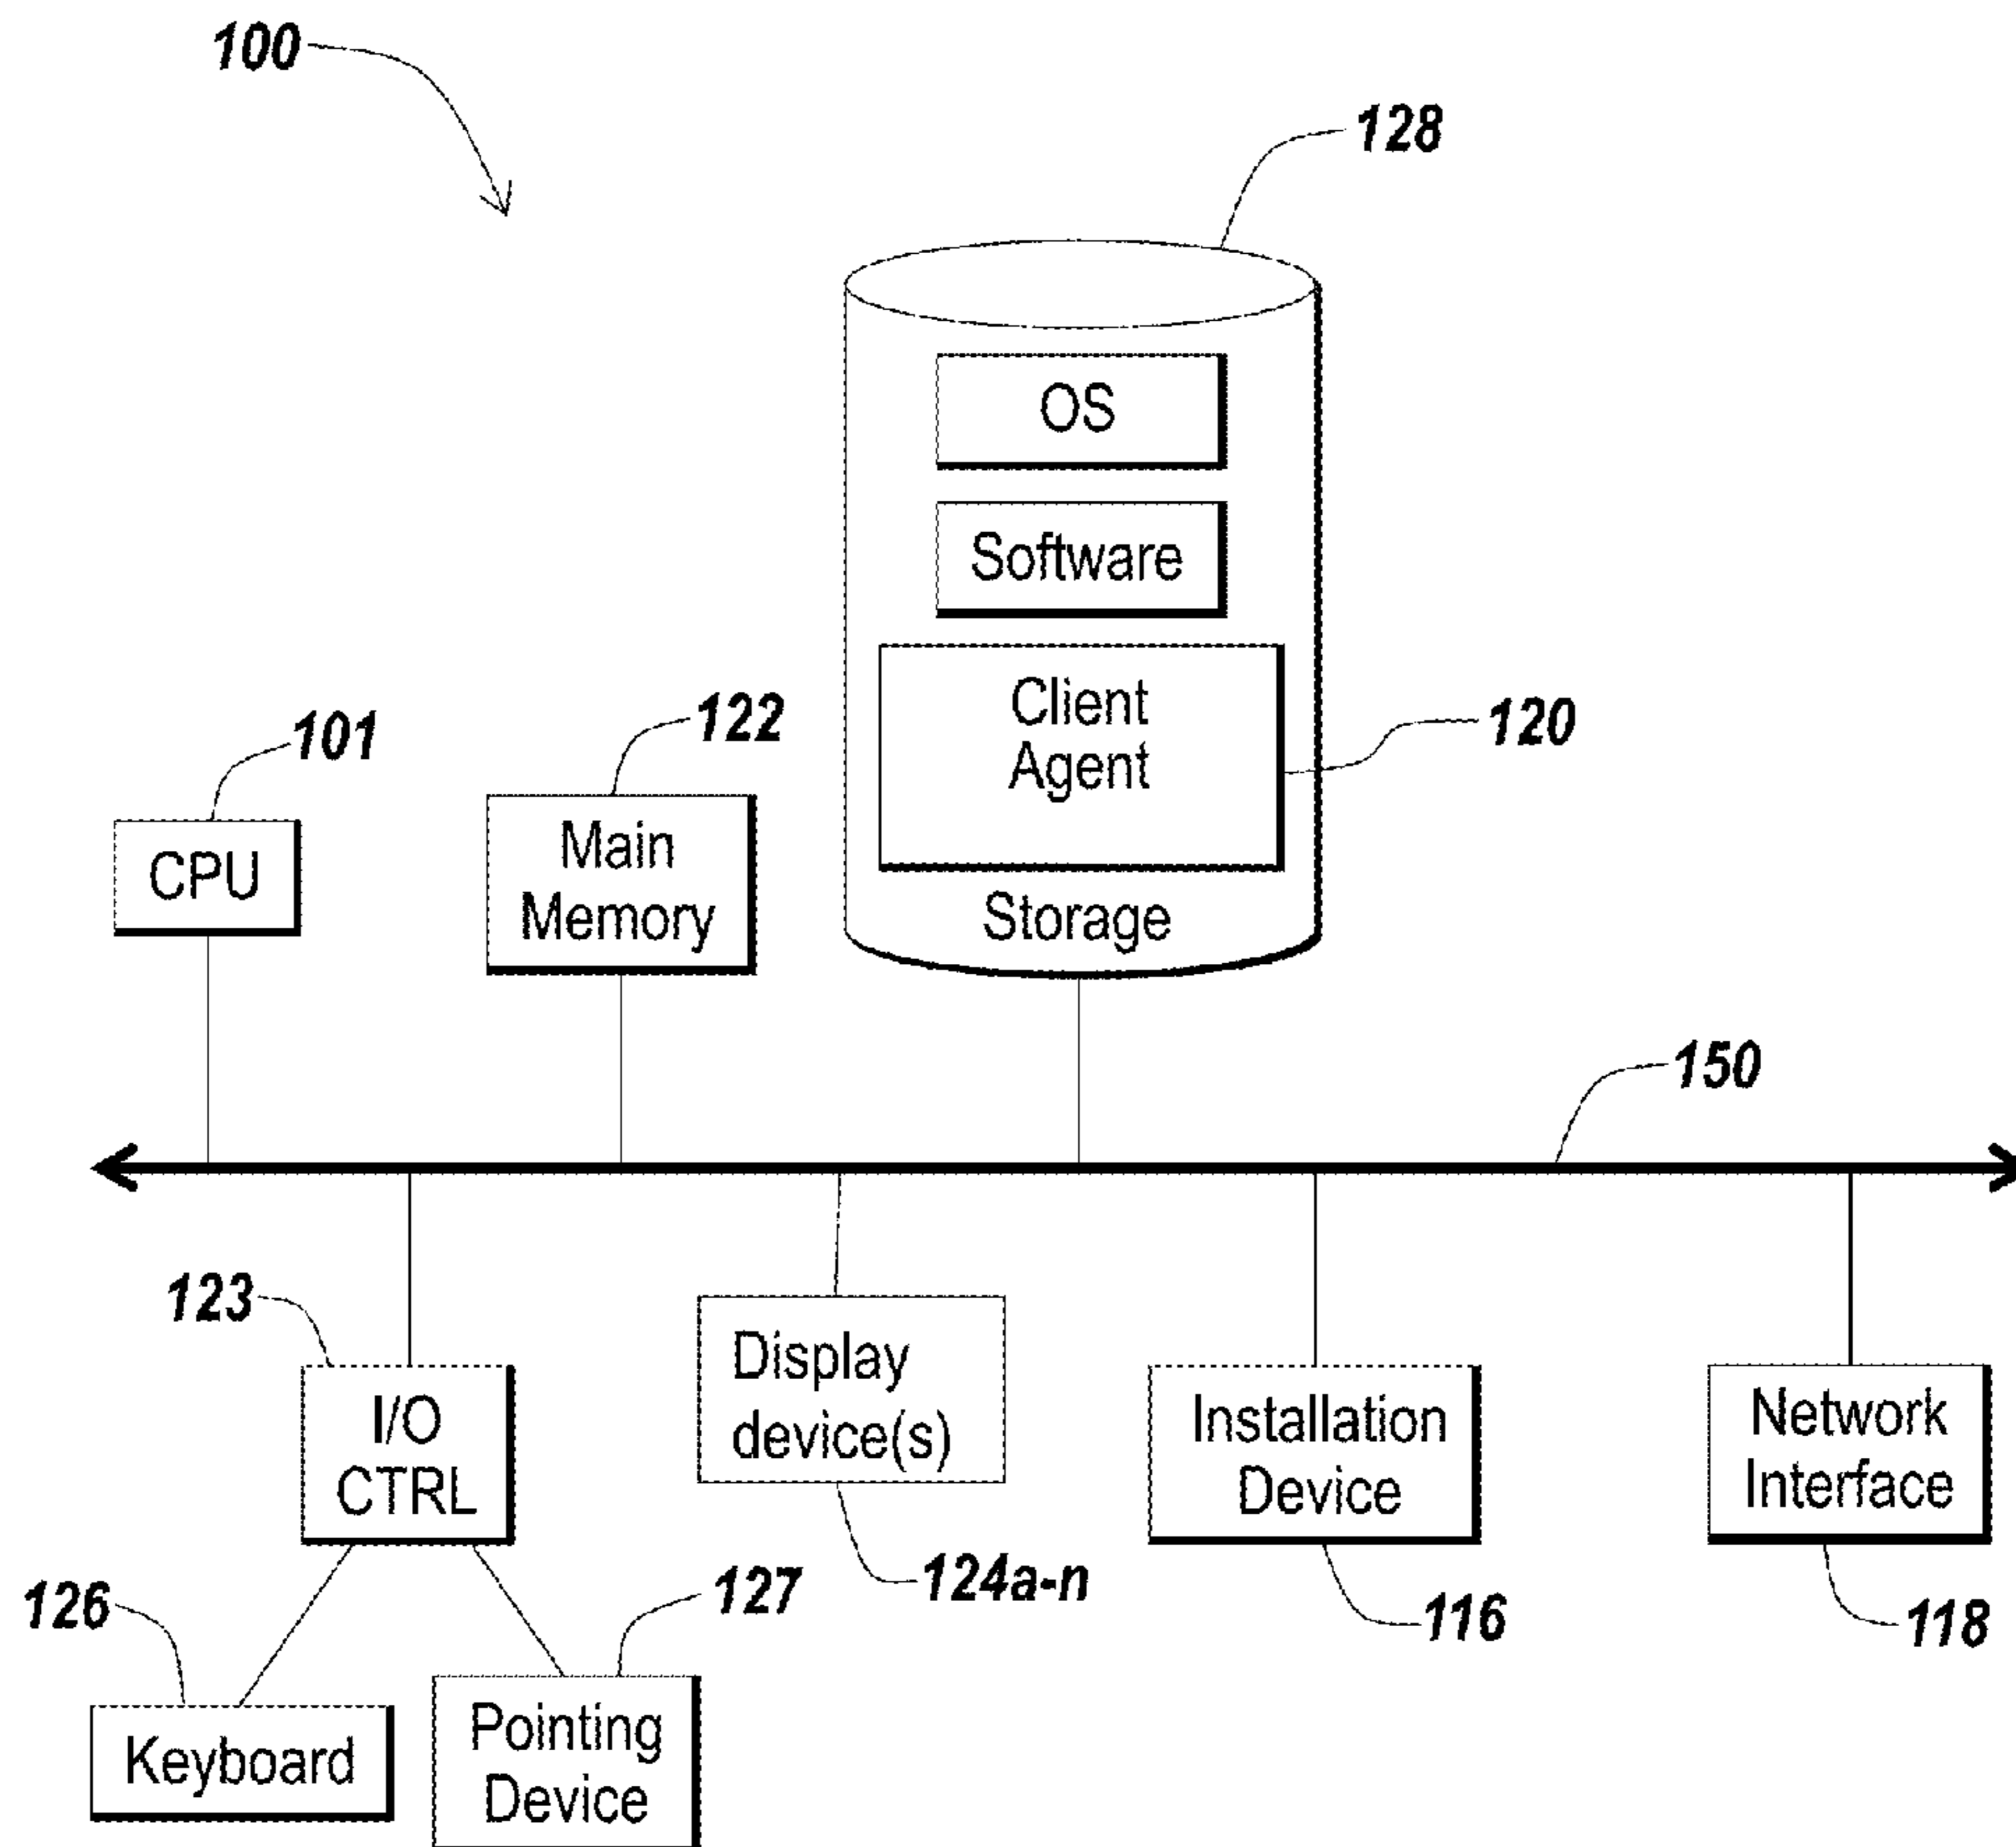 100
128
OS
Software
Client
Agent
120
Storage
101
CPU
122
Main
Memory
150
123
I/O
CTRL
Display
device(s)
124a-n
Installation
Device
116
Network
Interface
118
126
Keyboard
127
Pointing
Device